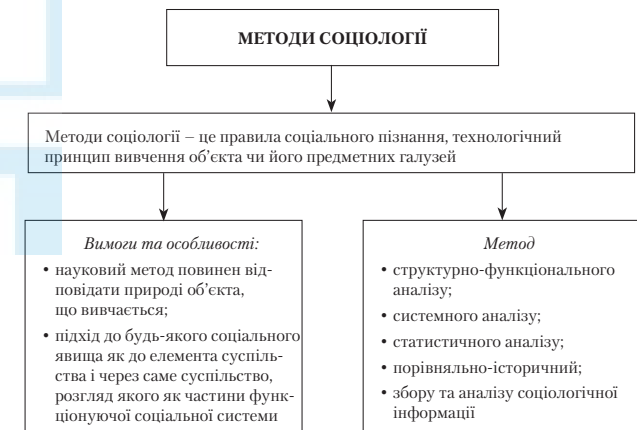 МЕТОДИ СОЦІОЛОГІЇ
Методи соціології – це правила соціального пізнання, технологічний
принцип вивчення об’єкта чи його предметних галузей
Вимоги та особливості:
• науковий метод повинен від-
повідати природі об’єкта,
що вивчається;
• підхід до будь-якого соціального
явища як до елемента суспіль-
ства і через саме суспільство,
розгляд якого як частини функ-
ціонуючої соціальної системи
Метод
• структурно-функціонального
аналізу;
• системного аналізу;
• статистичного аналізу;
• порівняльно-історичний;
• збору та аналізу соціологічної
інформації